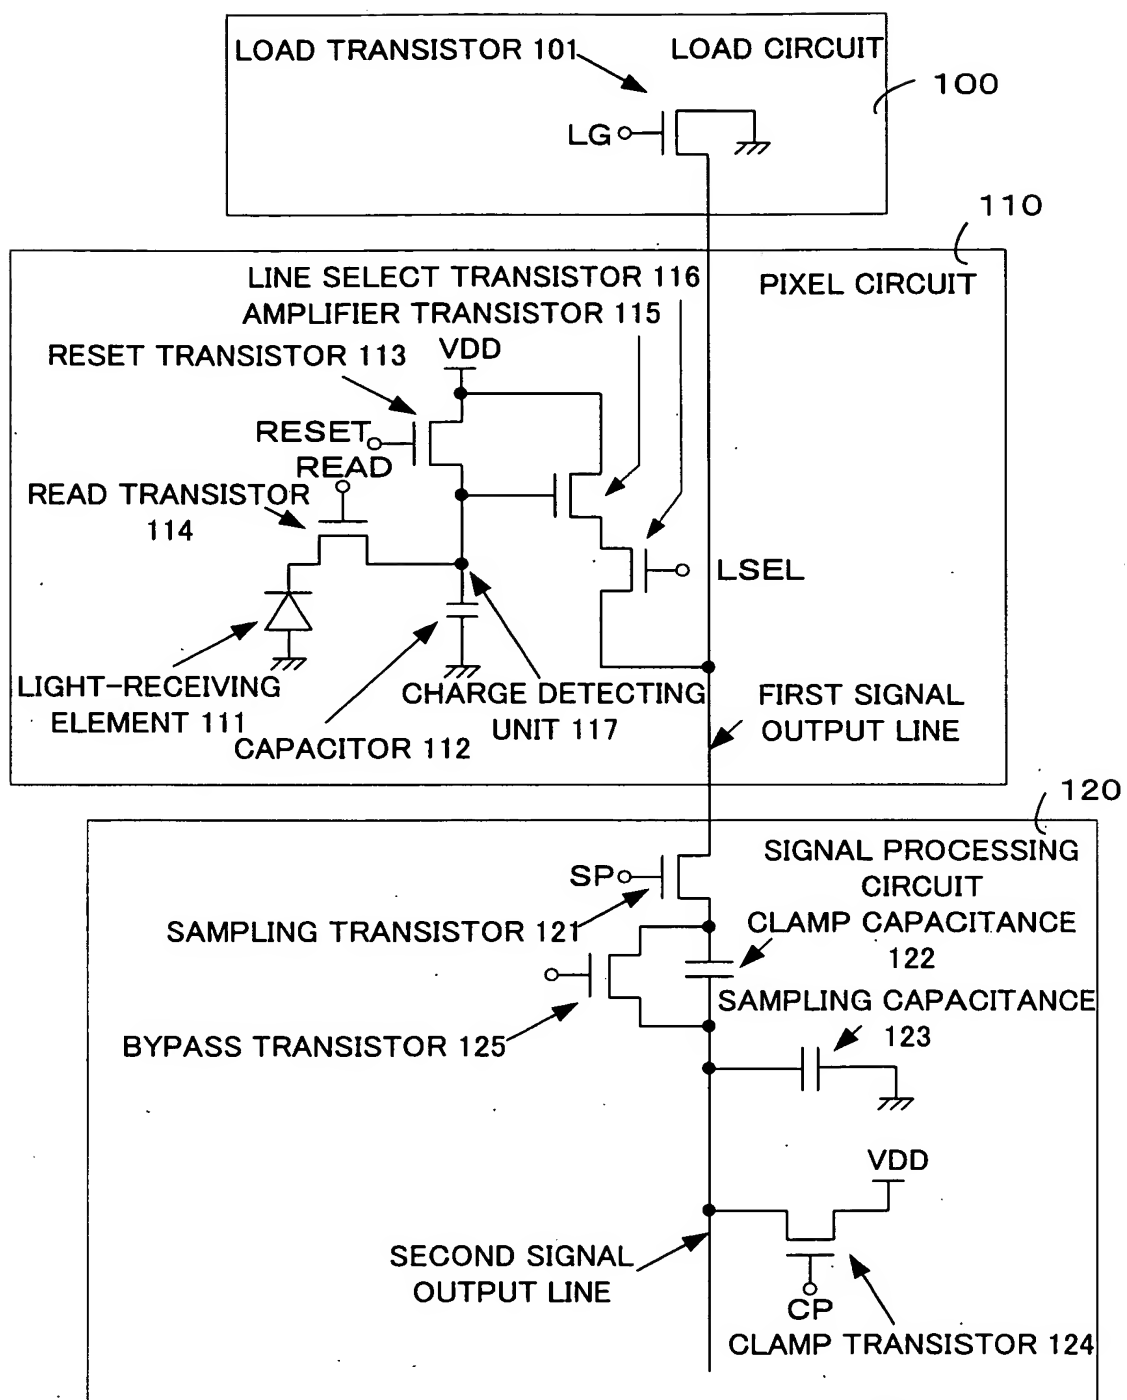 LOAD TRANSISTOR 101
LOAD CIRCUIT
100
LG
110
LINE SELECT TRANSISTOR 116
PIXEL CIRCUIT
AMPLIFIER TRANSISTOR 115
RESET TRANSISTOR 113
VDD
RESET
READ
READ TRANSISTOR
114
LSEL
LIGHT-RECEIVING
ELEMENT 111
CHARGE DETECTING
UNIT 117
CAPACITOR 112
FIRST SIGNAL
OUTPUT LINE
120
SIGNAL PROCESSING
CIRCUIT
SP
SAMPLING TRANSISTOR 121
CLAMP CAPACITANCE
122
SAMPLING CAPACITANCE
123
BYPASS TRANSISTOR 125
VDD
SECOND SIGNAL
OUTPUT LINE
CP
CLAMP TRANSISTOR 124